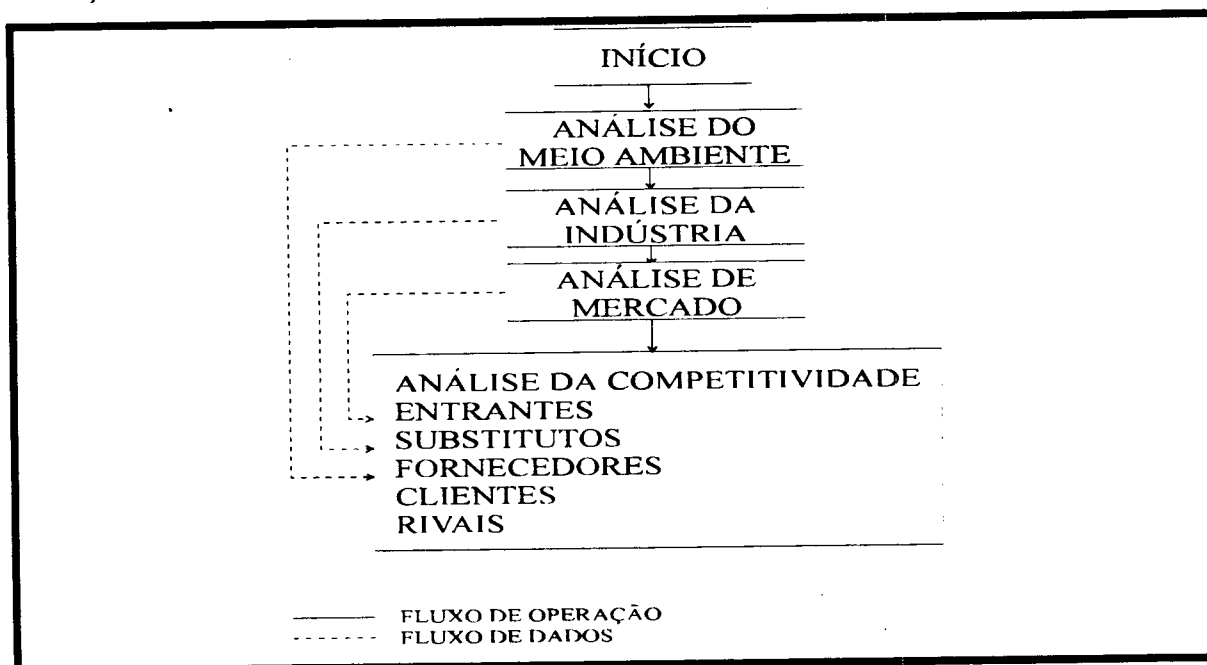 INÍCIO
ANÁLISE DO
MEIO AMBIENTE
ANÁLISE DA
INDÚSTRIA
ANÁLISE DE
MERCADO
ANÁLISE DA COMPETITIVIDADE
ENTRANTES
SUBSTITUTOS
FORNECEDORES
CLIENTES
RIVAIS
FLUXO DE OPERAÇÃO
FLUXO DE DADOS